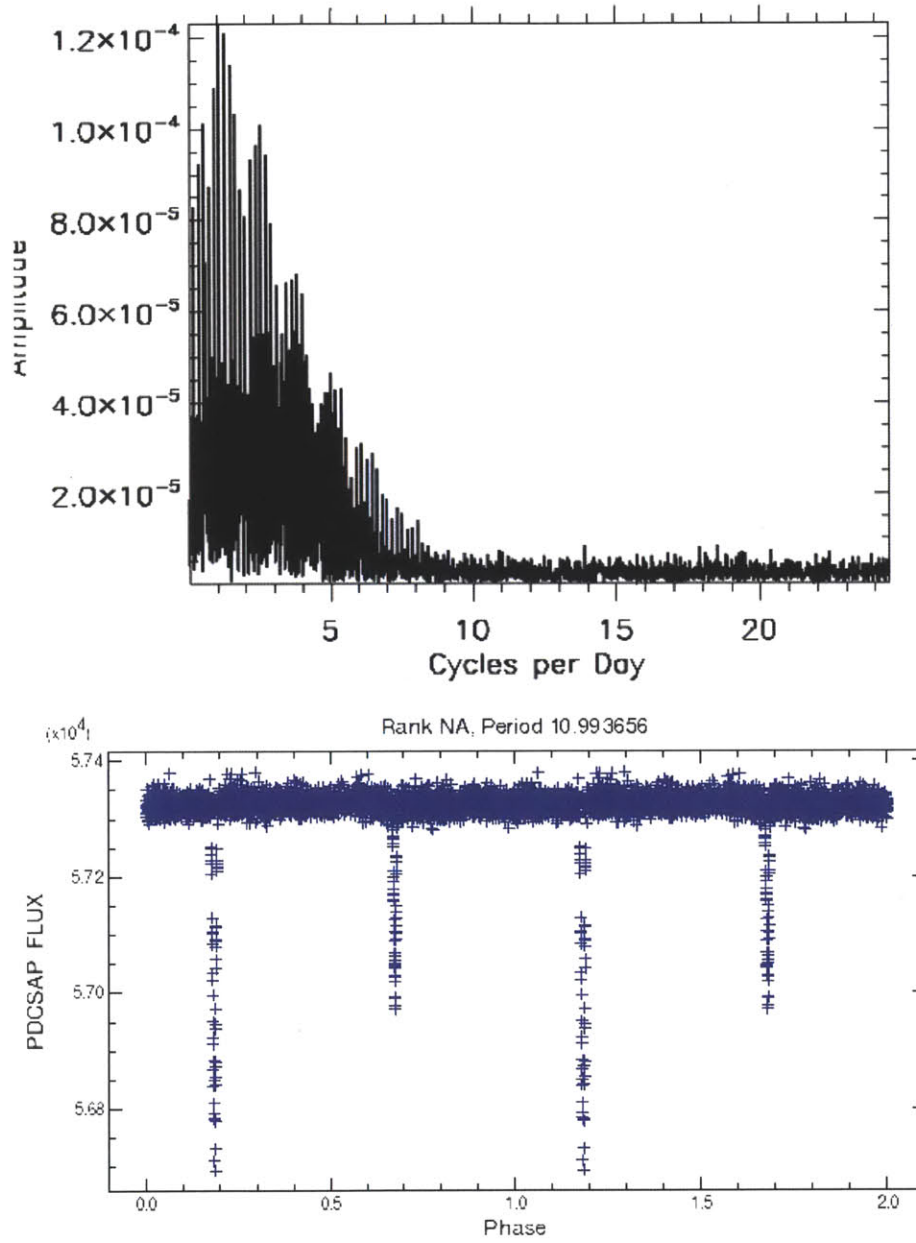 1.2×10⁻⁴
1.0×10⁻⁴
8.0×10⁻⁵
6.0×10⁻⁵
4.0×10⁻⁵
2.0×10⁻⁵
Amplitude
5 10 15 20
Cycles per Day
Rank NA, Period 10.993656
(x10⁴)
5.74
5.72
5.70
5.68
PDCSAP FLUX
0.0 0.5 1.0 1.5 2.0
Phase